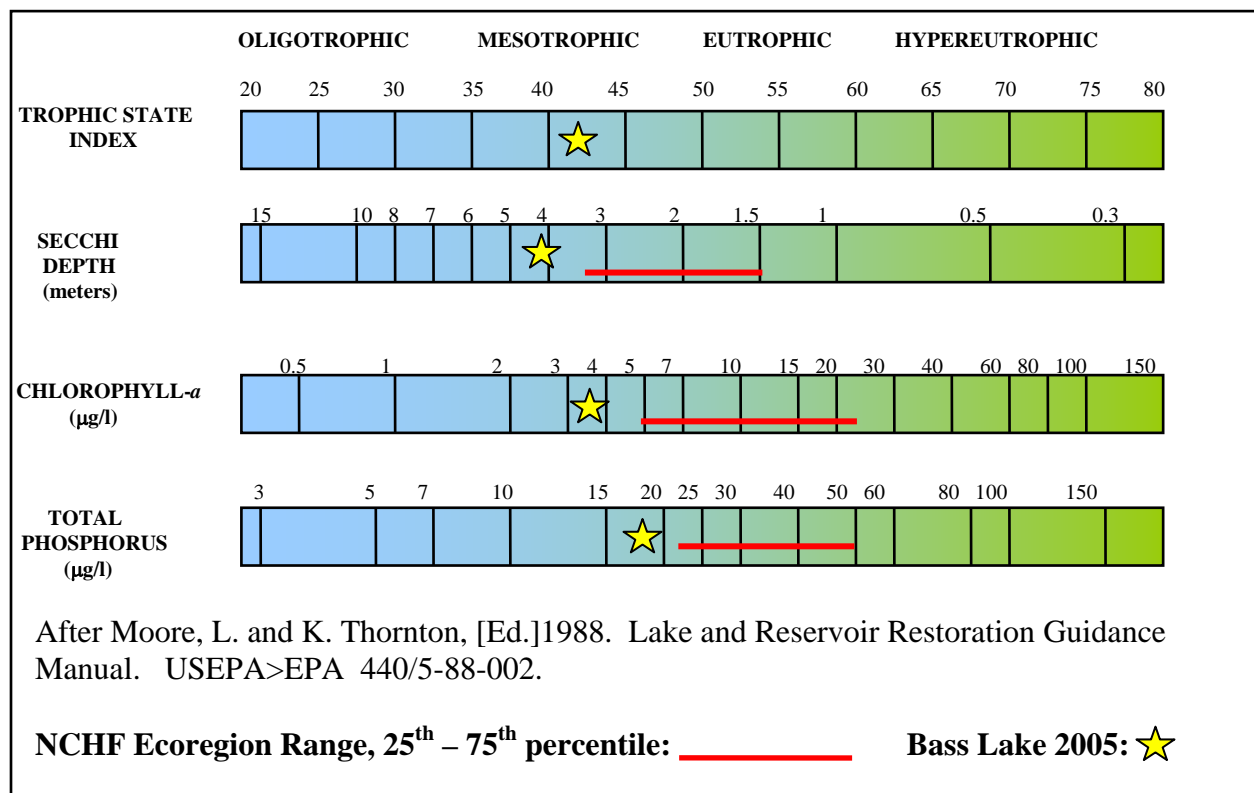 OLIGOTROPHIC MESOTROPHIC EUTROPHIC HYPEREUTROPHIC
20 25 30 35 40 45 50 55 60 65 70 75 80
TROPHIC STATE
INDEX
15 10 8 7 6 5 4 3 2 1.5 1 0.5 0.3
SECCHI
DEPTH
(meters)
0.5 1 2 3 4 5 7 10 15 20 30 40 60 80 100 150
CHLOROPHYLL-a
(µg/l)
3 5 7 10 15 20 25 30 40 50 60 80 100 150
TOTAL
PHOSPHORUS
(µg/l)
After Moore, L. and K. Thornton, [Ed.]1988. Lake and Reservoir Restoration Guidance
Manual. USEPA>EPA 440/5-88-002.
NCHF Ecoregion Range, 25th – 75th percentile: Bass Lake 2005: